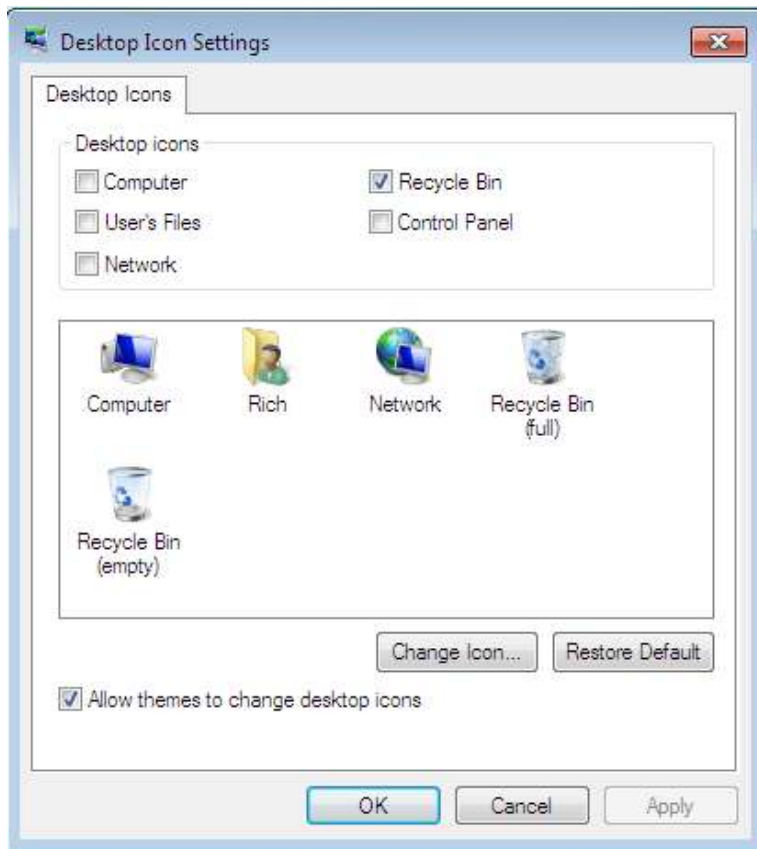 Desktop Icon Settings
Desktop Icons
Desktop icons
Computer
Recycle Bin
User's Files
Control Panel
Network
Computer
Rich
Network
Recycle Bin
(full)
Recycle Bin
(empty)
Change Icon...
Restore Default
Allow themes to change desktop icons
OK
Cancel
Apply